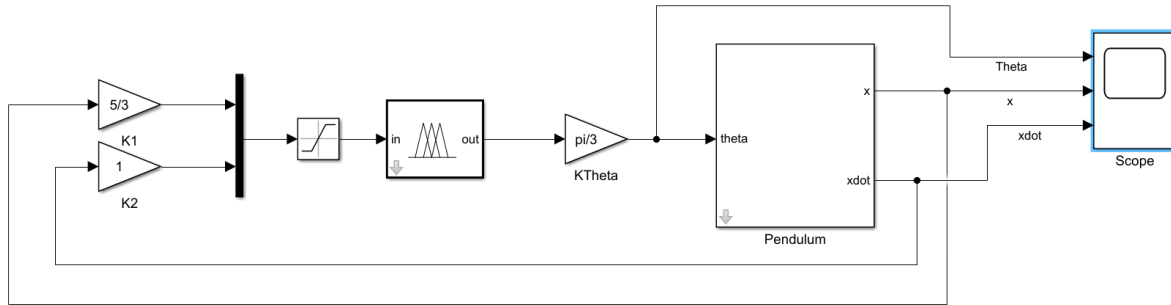 5/3
K1
1
K2
in
out
pi/3
KTheta
theta
x
xdot
Pendulum
Theta
x
xdot
Scope